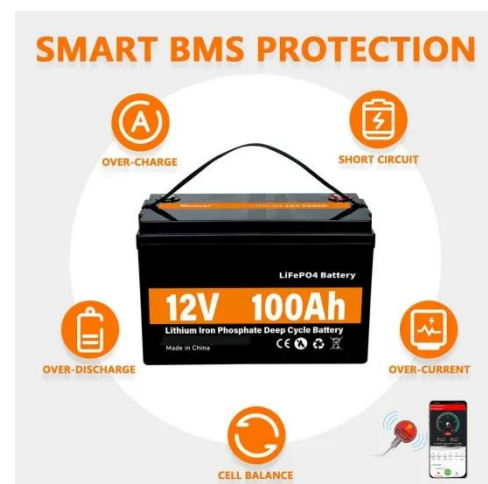 SMART BMS PROTECTION
OVER-CHARGE
SHORT CIRCUIT
LiFePO4 Battery
12V 100Ah
Lithium Iron Phosphate Deep Cycle Battery
Made in China
CE
OVER-DISCHARGE
OVER-CURRENT
CELL BALANCE